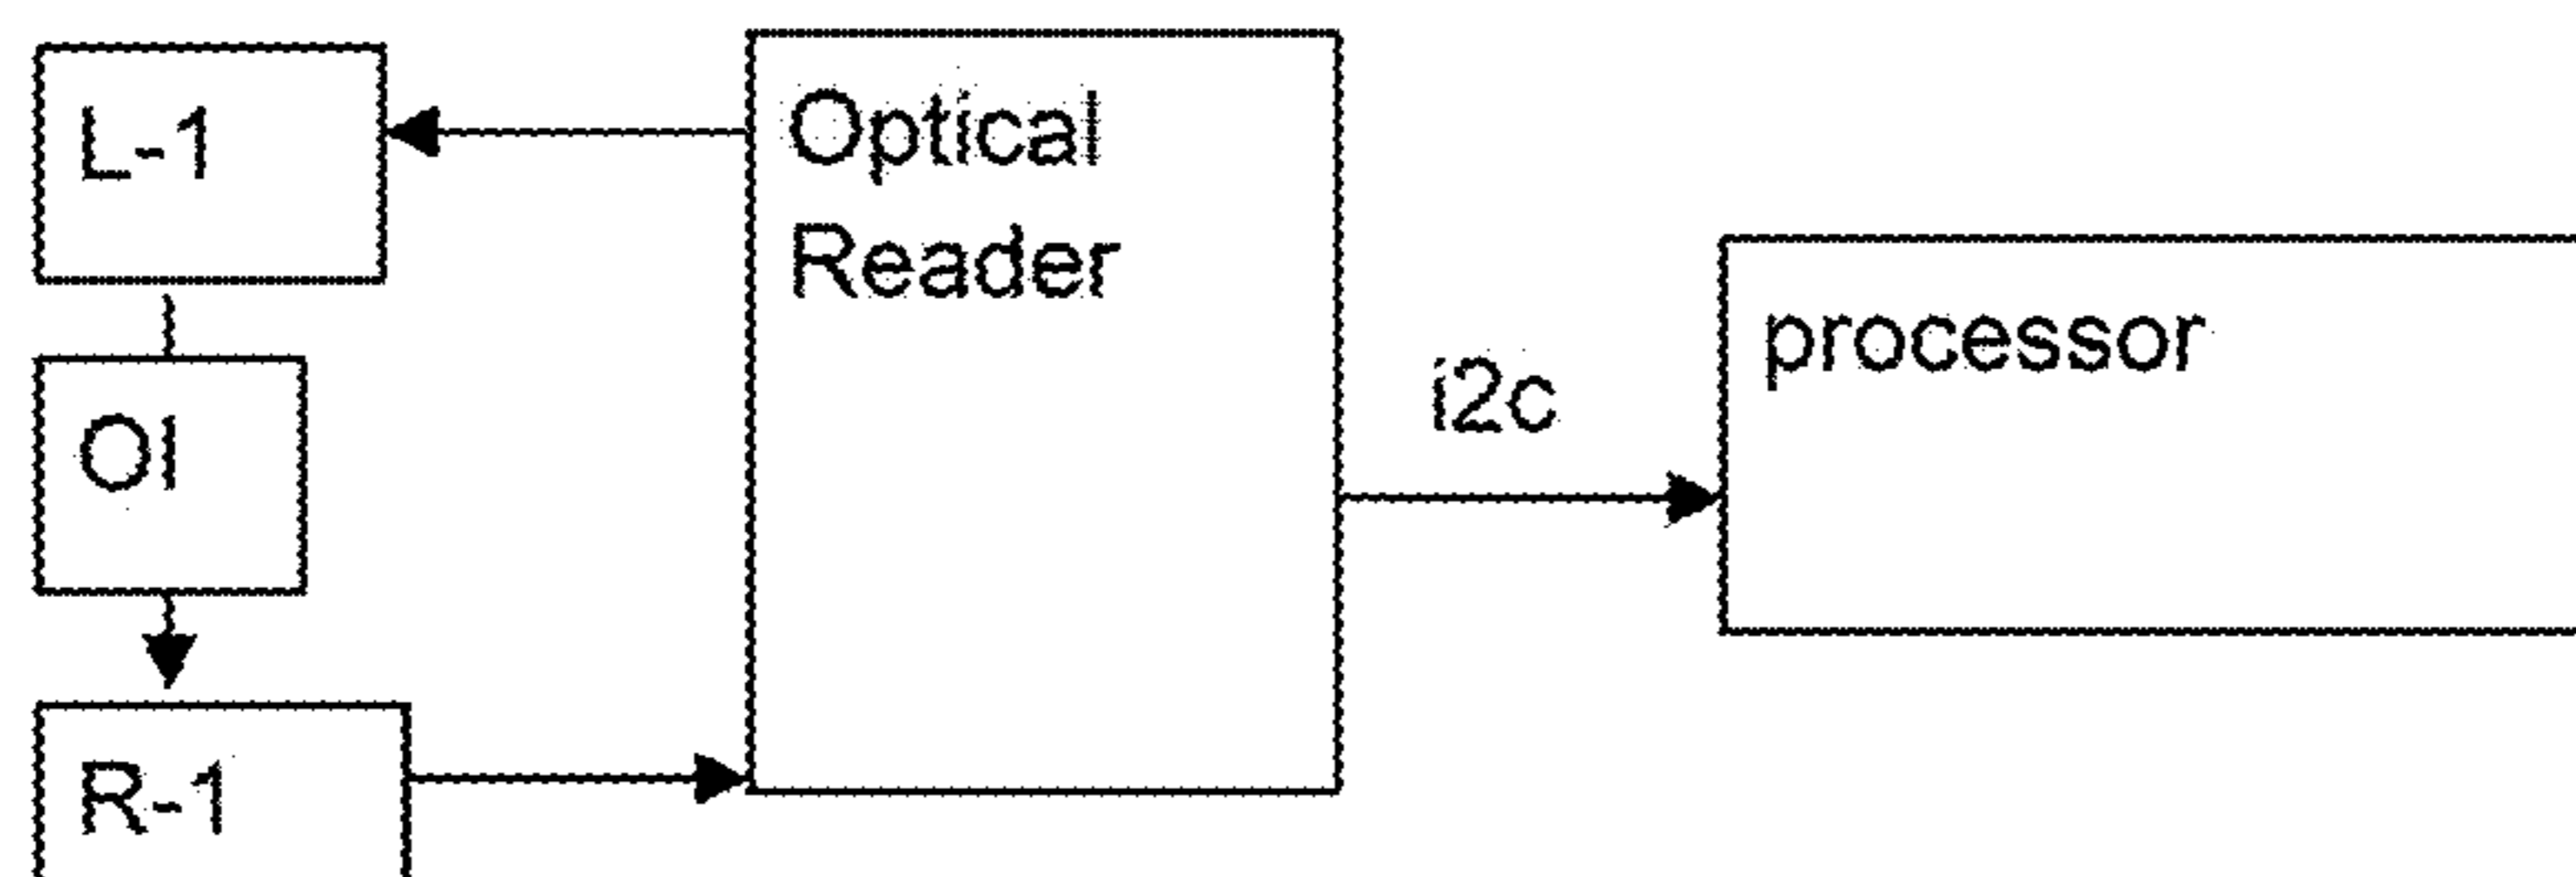 L-1
Optical
Reader
processor
i2c
OI
R-1